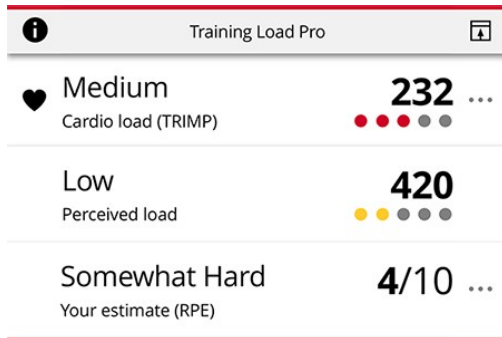 Training Load Pro
Medium
232
Cardio load (TRIMP)
Low
420
Perceived load
Somewhat Hard
4/10
Your estimate (RPE)